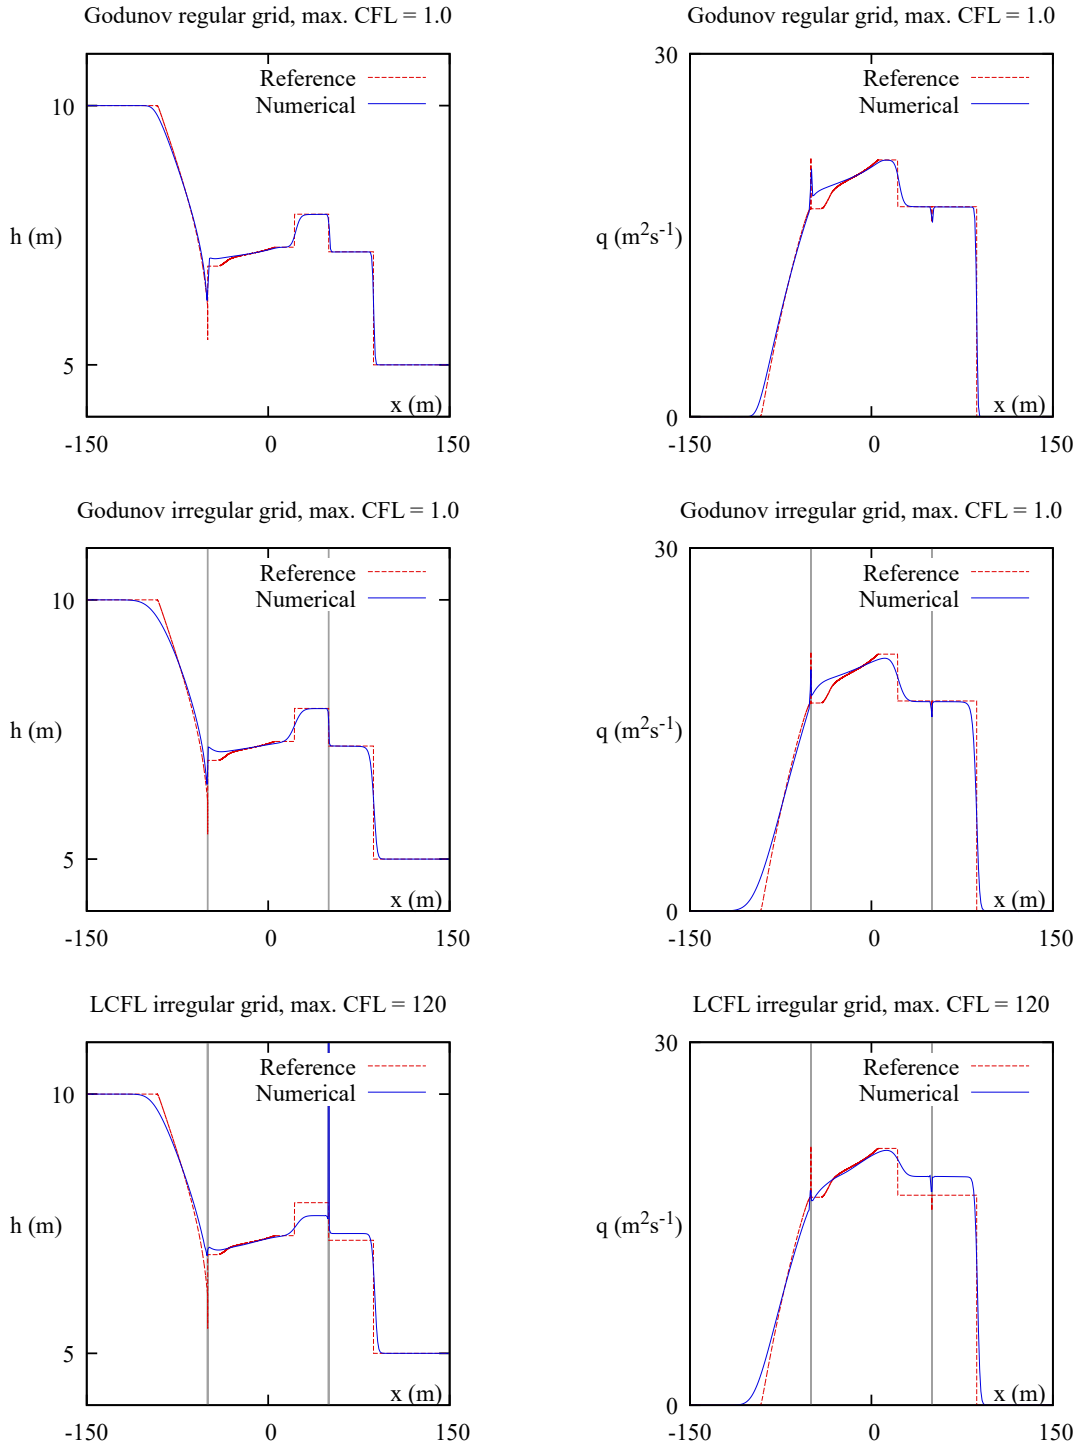 Godunov regular grid, max. CFL = 1.0
Reference
Numerical
10
h (m)
5
x (m)
-150
0
150
Godunov regular grid, max. CFL = 1.0
30
Reference
Numerical
q (m²s⁻¹)
0
x (m)
-150
0
150
Godunov irregular grid, max. CFL = 1.0
Reference
Numerical
10
h (m)
5
x (m)
-150
0
150
Godunov irregular grid, max. CFL = 1.0
30
Reference
Numerical
q (m²s⁻¹)
0
x (m)
-150
0
150
LCFL irregular grid, max. CFL = 120
Reference
Numerical
10
h (m)
5
x (m)
-150
0
150
LCFL irregular grid, max. CFL = 120
30
Reference
Numerical
q (m²s⁻¹)
0
x (m)
-150
0
150